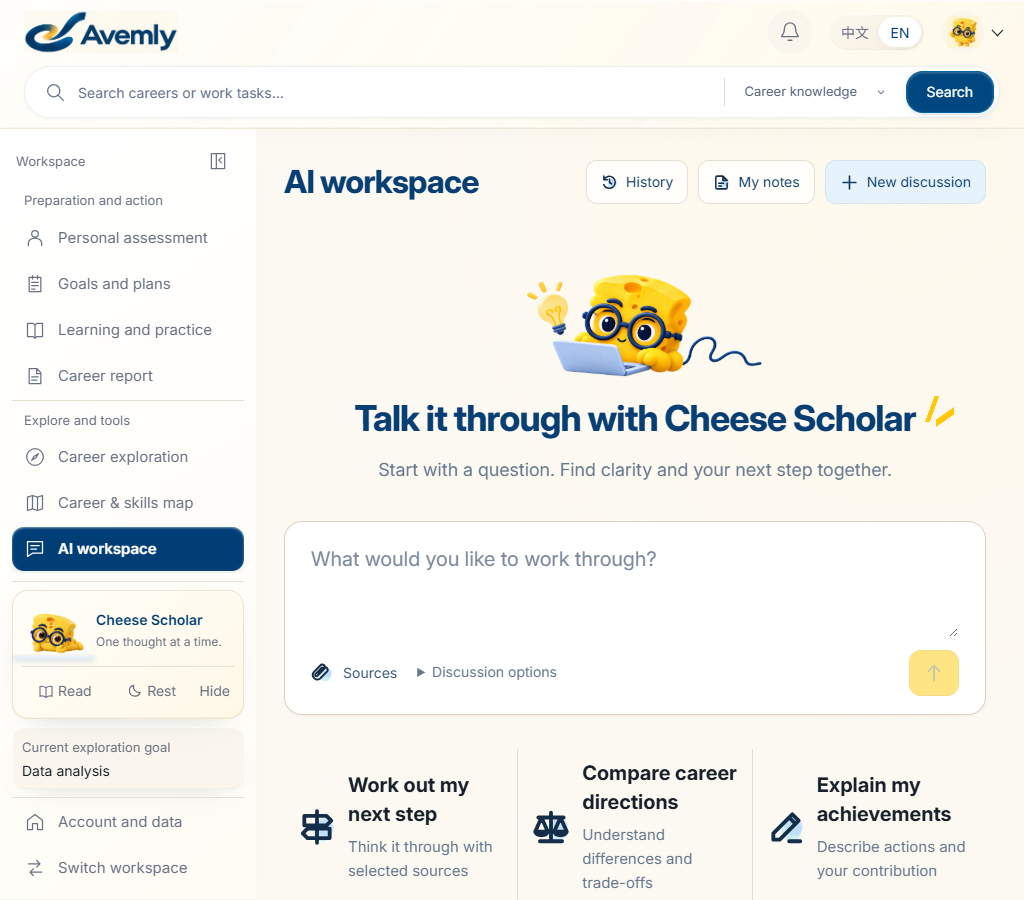 Avemly
中文
EN
Search careers or work tasks...
Career knowledge
Search
Workspace
Preparation and action
Personal assessment
Goals and plans
Learning and practice
Career report
Explore and tools
Career exploration
Career & skills map
AI workspace
Cheese Scholar
One thought at a time.
Read
Rest
Hide
Current exploration goal
Data analysis
Account and data
Switch workspace
AI workspace
History
My notes
New discussion
Talk it through with Cheese Scholar
Start with a question. Find clarity and your next step together.
What would you like to work through?
Sources
Discussion options
Work out my
next step
Think it through with
selected sources
Compare career
directions
Understand
differences and
trade-offs
Explain my
achievements
Describe actions and
your contribution